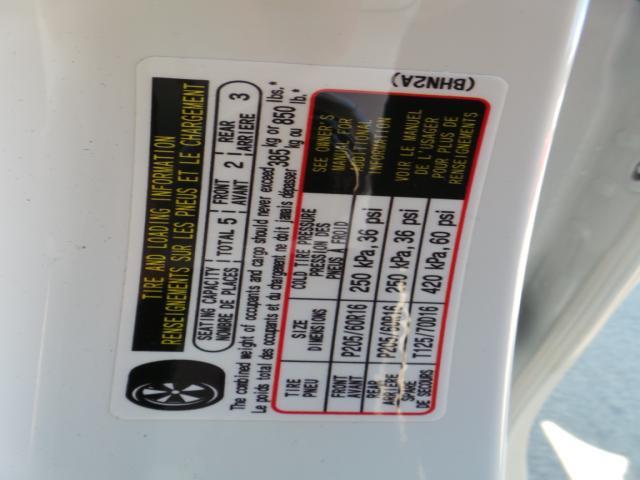 TIRE AND LOADING INFORMATION
RENSEIGNEMENTS SUR LES PNEUS ET LE CHARGEMENT
SEATING CAPACITY
NOMBRE DE PLACES
TOTAL 5
FRONT
AVANT
2
REAR
ARRIÈRE
3
The combined weight of occupants and cargo should never exceed 385 kg or 850 lbs.*
Le poids total des occupants et du chargement ne doit jamais dépasser 385 kg ou 850 lb.*
TIRE
PNEU
SIZE
DIMENSIONS
COLD TIRE PRESSURE
PRESSION DES
PNEUS À FROID
SEE OWNER'S
MANUAL FOR
ADDITIONAL
INFORMATION
VOIR LE MANUEL
DE L'USAGER
POUR PLUS DE
RENSEIGNEMENTS
FRONT
AVANT
P205/60R16
250 kPa, 36 psi
REAR
ARRIÈRE
P205/60R16
250 kPa, 36 psi
SPARE
DE SECOURS
T125/70D16
420 kPa, 60 psi
(BHN2A)